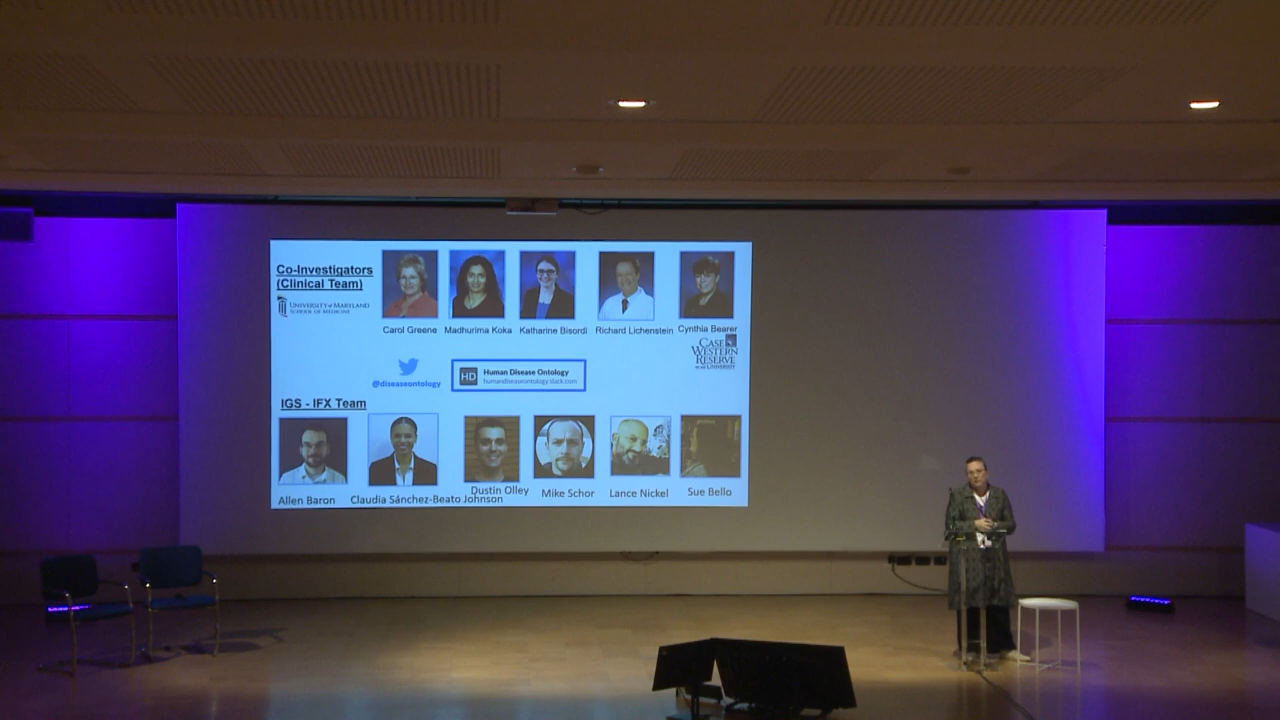 Co-Investigators
(Clinical Team)
UNIVERSITY of MARYLAND
SCHOOL OF MEDICINE
Carol Greene
Madhurima Koka
Katharine Bisordi
Richard Lichenstein
Cynthia Bearer
CASE
WESTERN
RESERVE
UNIVERSITY
@diseaseontology
HD
Human Disease Ontology
humandiseaseontology.slack.com
IGS - IFX Team
Allen Baron
Claudia Sánchez-Beato Johnson
Dustin Olley
Mike Schor
Lance Nickel
Sue Bello